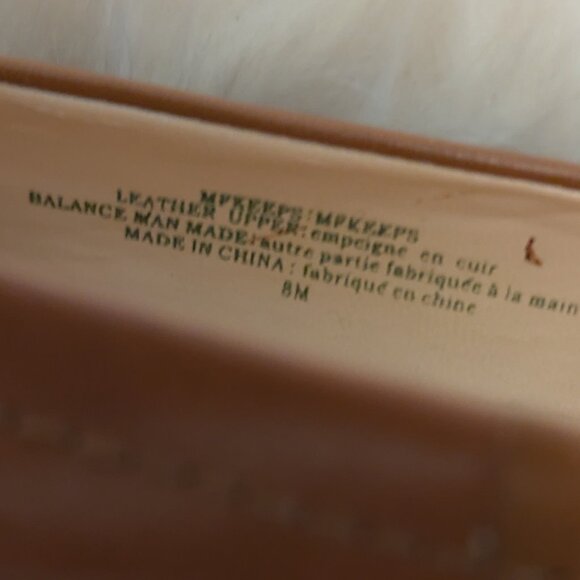 MFKEEPS: MFKEEPS
LEATHER UPPER: empeigne en cuir
BALANCE MAN MADE: autre partie fabriquée à la main
MADE IN CHINA: fabriqué en chine
8M